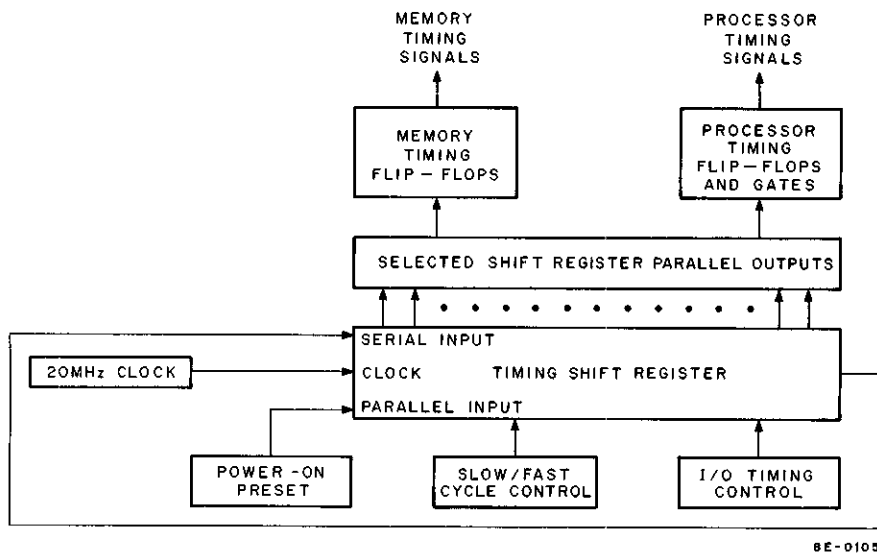 MEMORY
TIMING
SIGNALS
PROCESSOR
TIMING
SIGNALS
MEMORY
TIMING
FLIP-FLOPS
PROCESSOR
TIMING
FLIP-FLOPS
AND GATES
SELECTED SHIFT REGISTER PARALLEL OUTPUTS
SERIAL INPUT
20MHz CLOCK
CLOCK
TIMING SHIFT REGISTER
PARALLEL INPUT
POWER-ON
PRESET
SLOW/FAST
CYCLE CONTROL
I/O TIMING
CONTROL
8E-0105